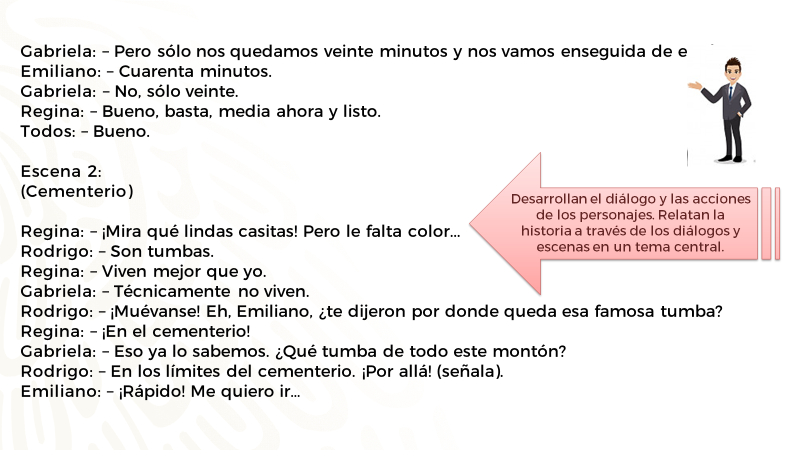 Gabriela: – Pero sólo nos quedamos veinte minutos y nos vamos enseguida de
Emiliano: – Cuarenta minutos.
Gabriela: – No, sólo veinte.
Regina: – Bueno, basta, media ahora y listo.
Todos: – Bueno.
Escena 2:
(Cementerio)
Regina: – ¡Mira qué lindas casitas! Pero le falta color...
Rodrigo: – Son tumbas.
Regina: – Viven mejor que yo.
Gabriela: – Técnicamente no viven.
Rodrigo: – ¡Muévanse! Eh, Emiliano, ¿te dijeron por donde queda esa famosa tumba?
Regina: – ¡En el cementerio!
Gabriela: – Eso ya lo sabemos. ¿Qué tumba de todo este montón?
Rodrigo: – En los límites del cementerio. ¡Por allá! (señala).
Emiliano: – ¡Rápido! Me quiero ir...
Desarrollan el diálogo y las acciones
de los personajes. Relatan la
historia a través de los diálogos y
escenas en un tema central.